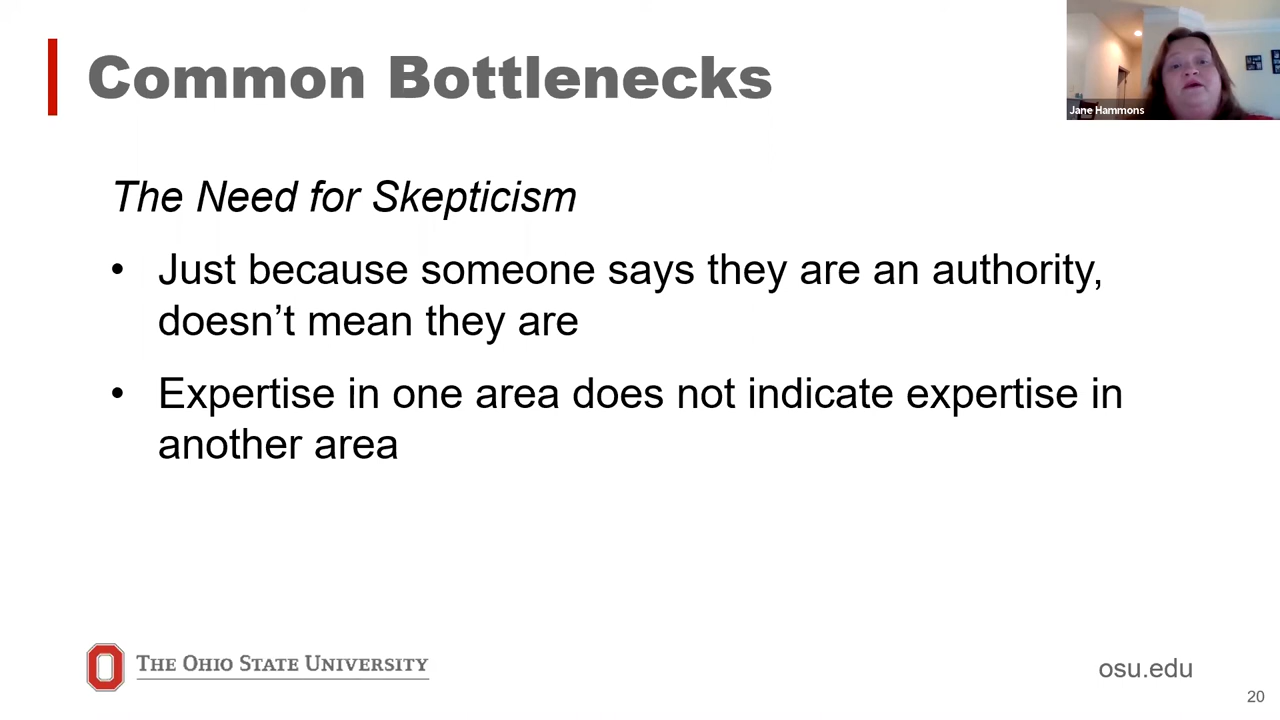 Common Bottlenecks
Jane Hammons
The Need for Skepticism
• Just because someone says they are an authority,
doesn’t mean they are
• Expertise in one area does not indicate expertise in
another area
THE OHIO STATE UNIVERSITY
osu.edu
20